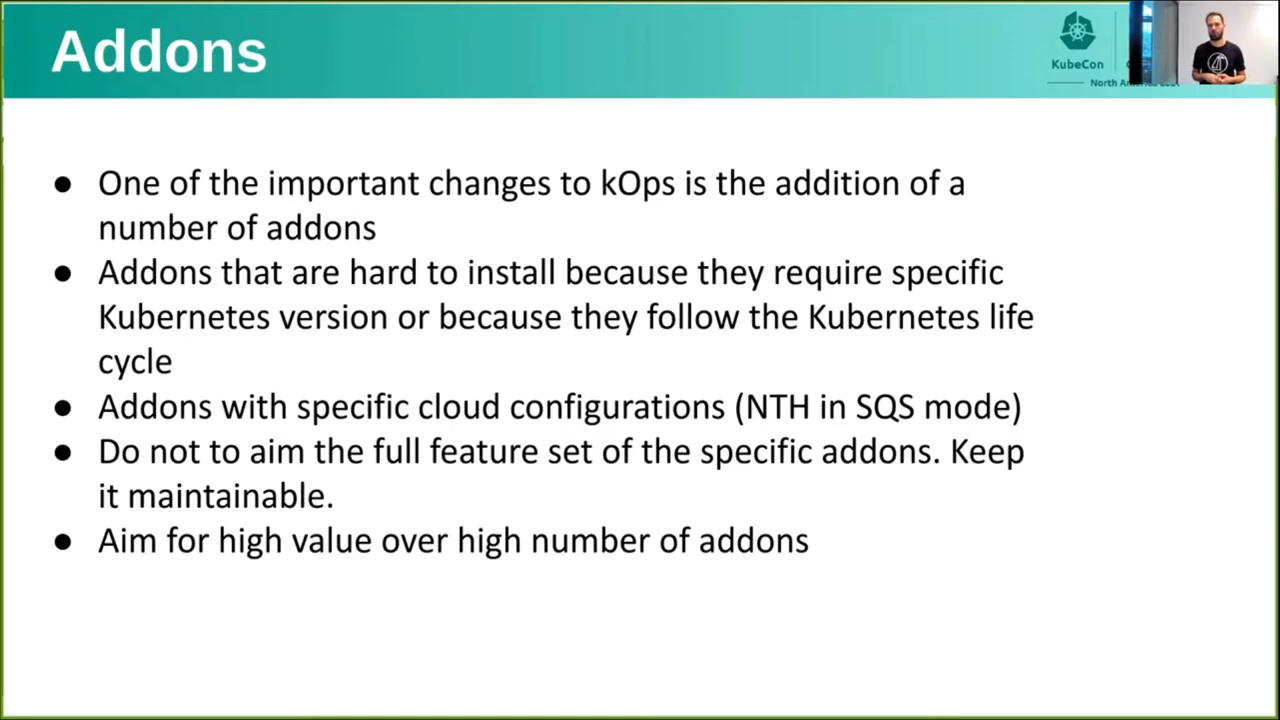 Addons
KubeCon
North America
● One of the important changes to kOps is the addition of a
number of addons
● Addons that are hard to install because they require specific
Kubernetes version or because they follow the Kubernetes life
cycle
● Addons with specific cloud configurations (NTH in SQS mode)
● Do not to aim the full feature set of the specific addons. Keep
it maintainable.
● Aim for high value over high number of addons